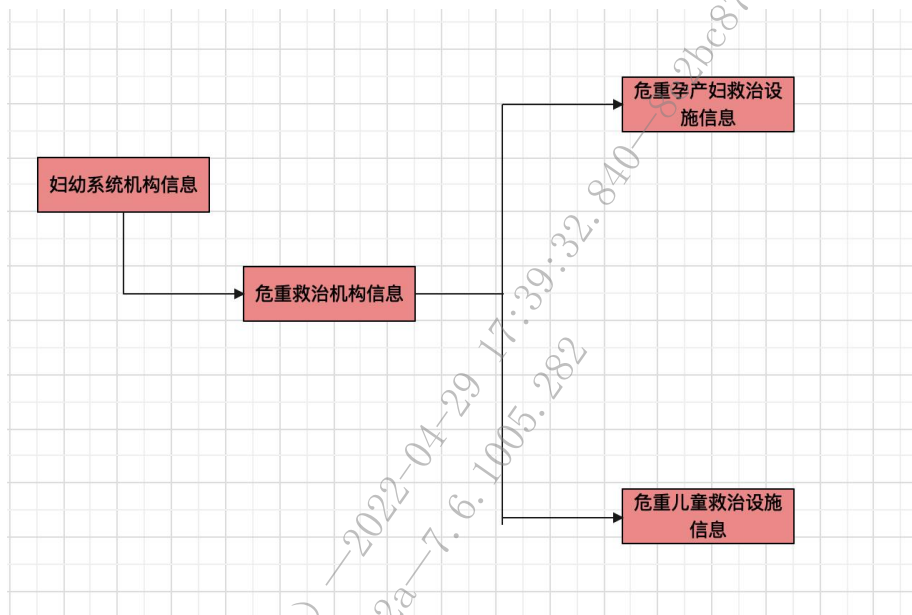 危重孕产妇救治设
施信息
妇幼系统机构信息
危重救治机构信息
危重儿童救治设施
信息
—2022-04-29 17:39:32.840—
2a—7.6.1005.282